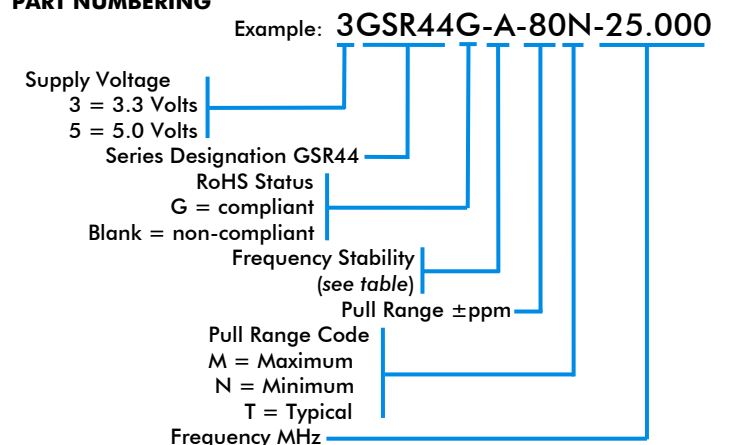 PART NUMBERING
Example: 3GSR44G-A-80N-25.000
Supply Voltage
3 = 3.3 Volts
5 = 5.0 Volts
Series Designation GSR44
RoHS Status
G = compliant
Blank = non-compliant
Frequency Stability
(see table)
Pull Range ±ppm
Pull Range Code
M = Maximum
N = Minimum
T = Typical
Frequency MHz